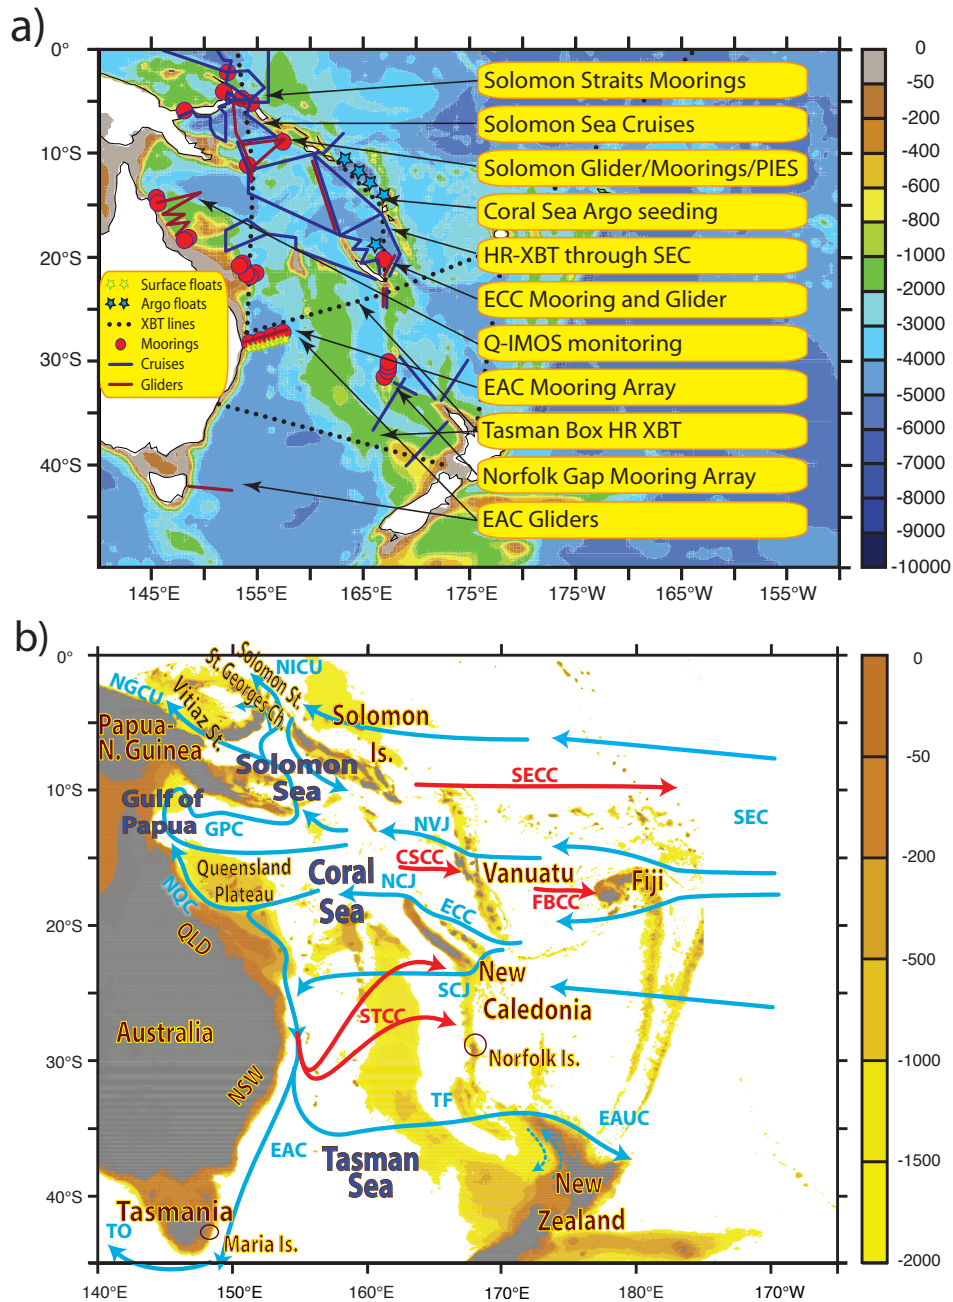 a)
0°
10°S
20°S
30°S
40°S
145°E
155°E
165°E
175°E
175°W
165°W
155°W
Solomon Straits Moorings
Solomon Sea Cruises
Solomon Glider/Moorings/PIES
Coral Sea Argo seeding
HR-XBT through SEC
ECC Mooring and Glider
Q-IMOS monitoring
EAC Mooring Array
Tasman Box HR XBT
Norfolk Gap Mooring Array
EAC Gliders
Surface floats
Argo floats
XBT lines
Moorings
Cruises
Gliders
0
-50
-200
-400
-600
-800
-1000
-2000
-3000
-4000
-5000
-6000
-7000
-8000
-9000
-10000
b)
0°
10°S
20°S
30°S
40°S
140°E
150°E
160°E
170°E
180°E
170°W
NGCU
Vitiaz St.
St. Georges Ch.
Solomon St.
NICU
Papua-
N. Guinea
Solomon
Is.
Solomon
Sea
SECC
SEC
Gulf of
Papua
GPC
NVJ
Queensland
Plateau
Coral
Sea
CSCC
NCJ
Vanuatu
Fiji
FBCC
NQC
QLD
ECC
New
Caledonia
SCJ
STCC
Australia
Norfolk Is.
NSW
TF
EAUC
EAC
Tasman
Sea
New
Zealand
Tasmania
TO
Maria Is.
0
-50
-200
-500
-1000
-1500
-2000